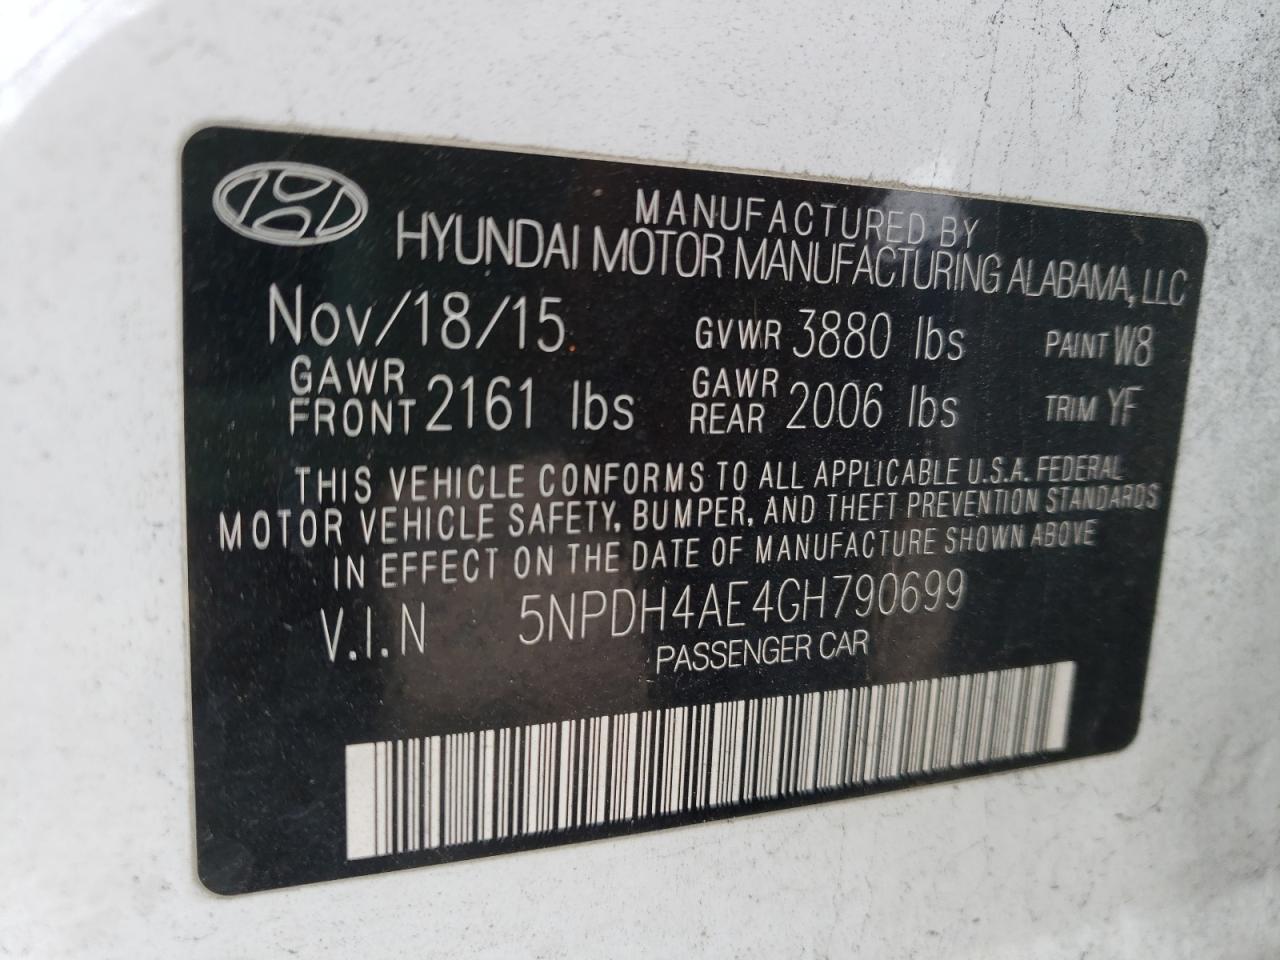 MANUFACTURED BY
HYUNDAI MOTOR MANUFACTURING ALABAMA, LLC
Nov/18/15 GVWR 3880 lbs PAINT W8
GAWR FRONT 2161 lbs GAWR REAR 2006 lbs TRIM YF
THIS VEHICLE CONFORMS TO ALL APPLICABLE U.S.A. FEDERAL
MOTOR VEHICLE SAFETY, BUMPER, AND THEFT PREVENTION STANDARDS
IN EFFECT ON THE DATE OF MANUFACTURE SHOWN ABOVE
V.I.N 5NPDH4AE4GH790699
PASSENGER CAR